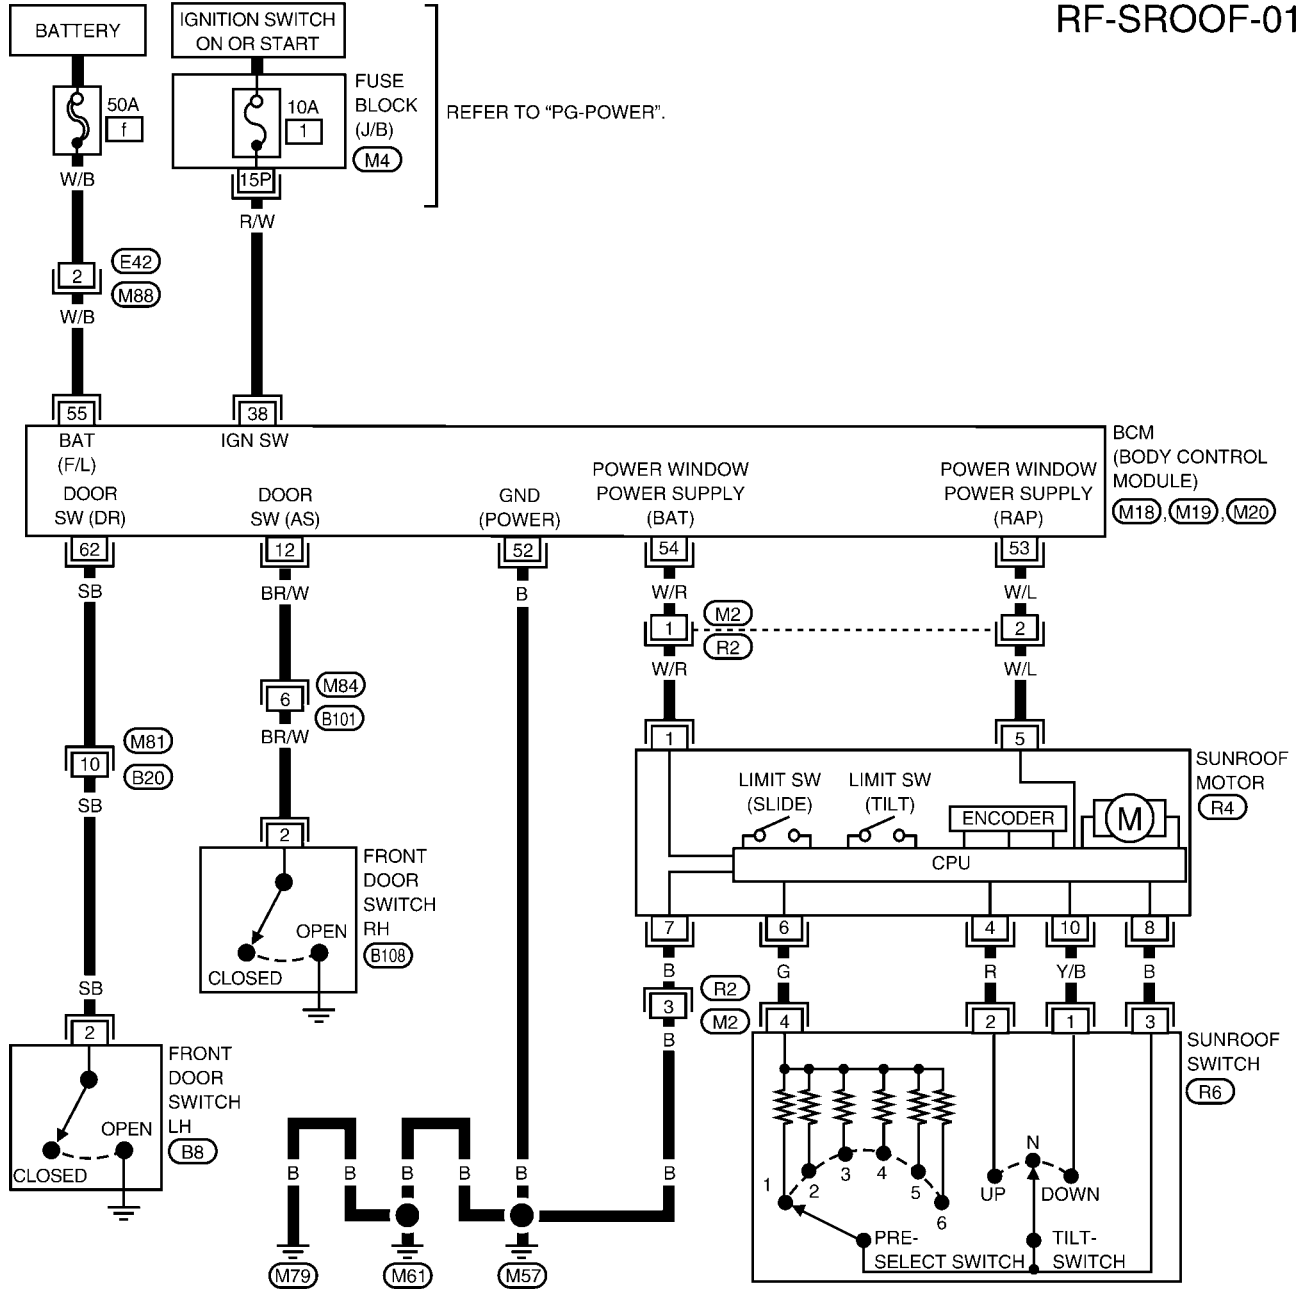 RF-SROOF-01
BATTERY
IGNITION SWITCH
ON OR START
50A
f
10A
1
FUSE
BLOCK
(J/B)
M4
REFER TO “PG-POWER”.
15P
W/B
R/W
2
E42
M88
W/B
55
38
BAT
(F/L)
IGN SW
DOOR
SW (DR)
DOOR
SW (AS)
GND
(POWER)
POWER WINDOW
POWER SUPPLY
(BAT)
POWER WINDOW
POWER SUPPLY
(RAP)
BCM
(BODY CONTROL
MODULE)
M18, M19, M20
62
12
52
54
53
SB
BR/W
B
W/R
W/L
1
M2
R2
2
W/R
W/L
6
M84
B101
BR/W
10
M81
B20
SB
1
5
SUNROOF
MOTOR
R4
LIMIT SW
(SLIDE)
LIMIT SW
(TILT)
ENCODER
M
CPU
2
FRONT
DOOR
SWITCH
RH
B108
OPEN
CLOSED
7
6
4
10
8
B
G
R
Y/B
B
SB
3
R2
M2
B
4
2
1
3
SUNROOF
SWITCH
R6
2
FRONT
DOOR
SWITCH
LH
B8
OPEN
CLOSED
B
B
B
B
B
B
1
2
3
4
5
6
N
UP
DOWN
PRE-
SELECT SWITCH
TILT-
SWITCH
M79
M61
M57